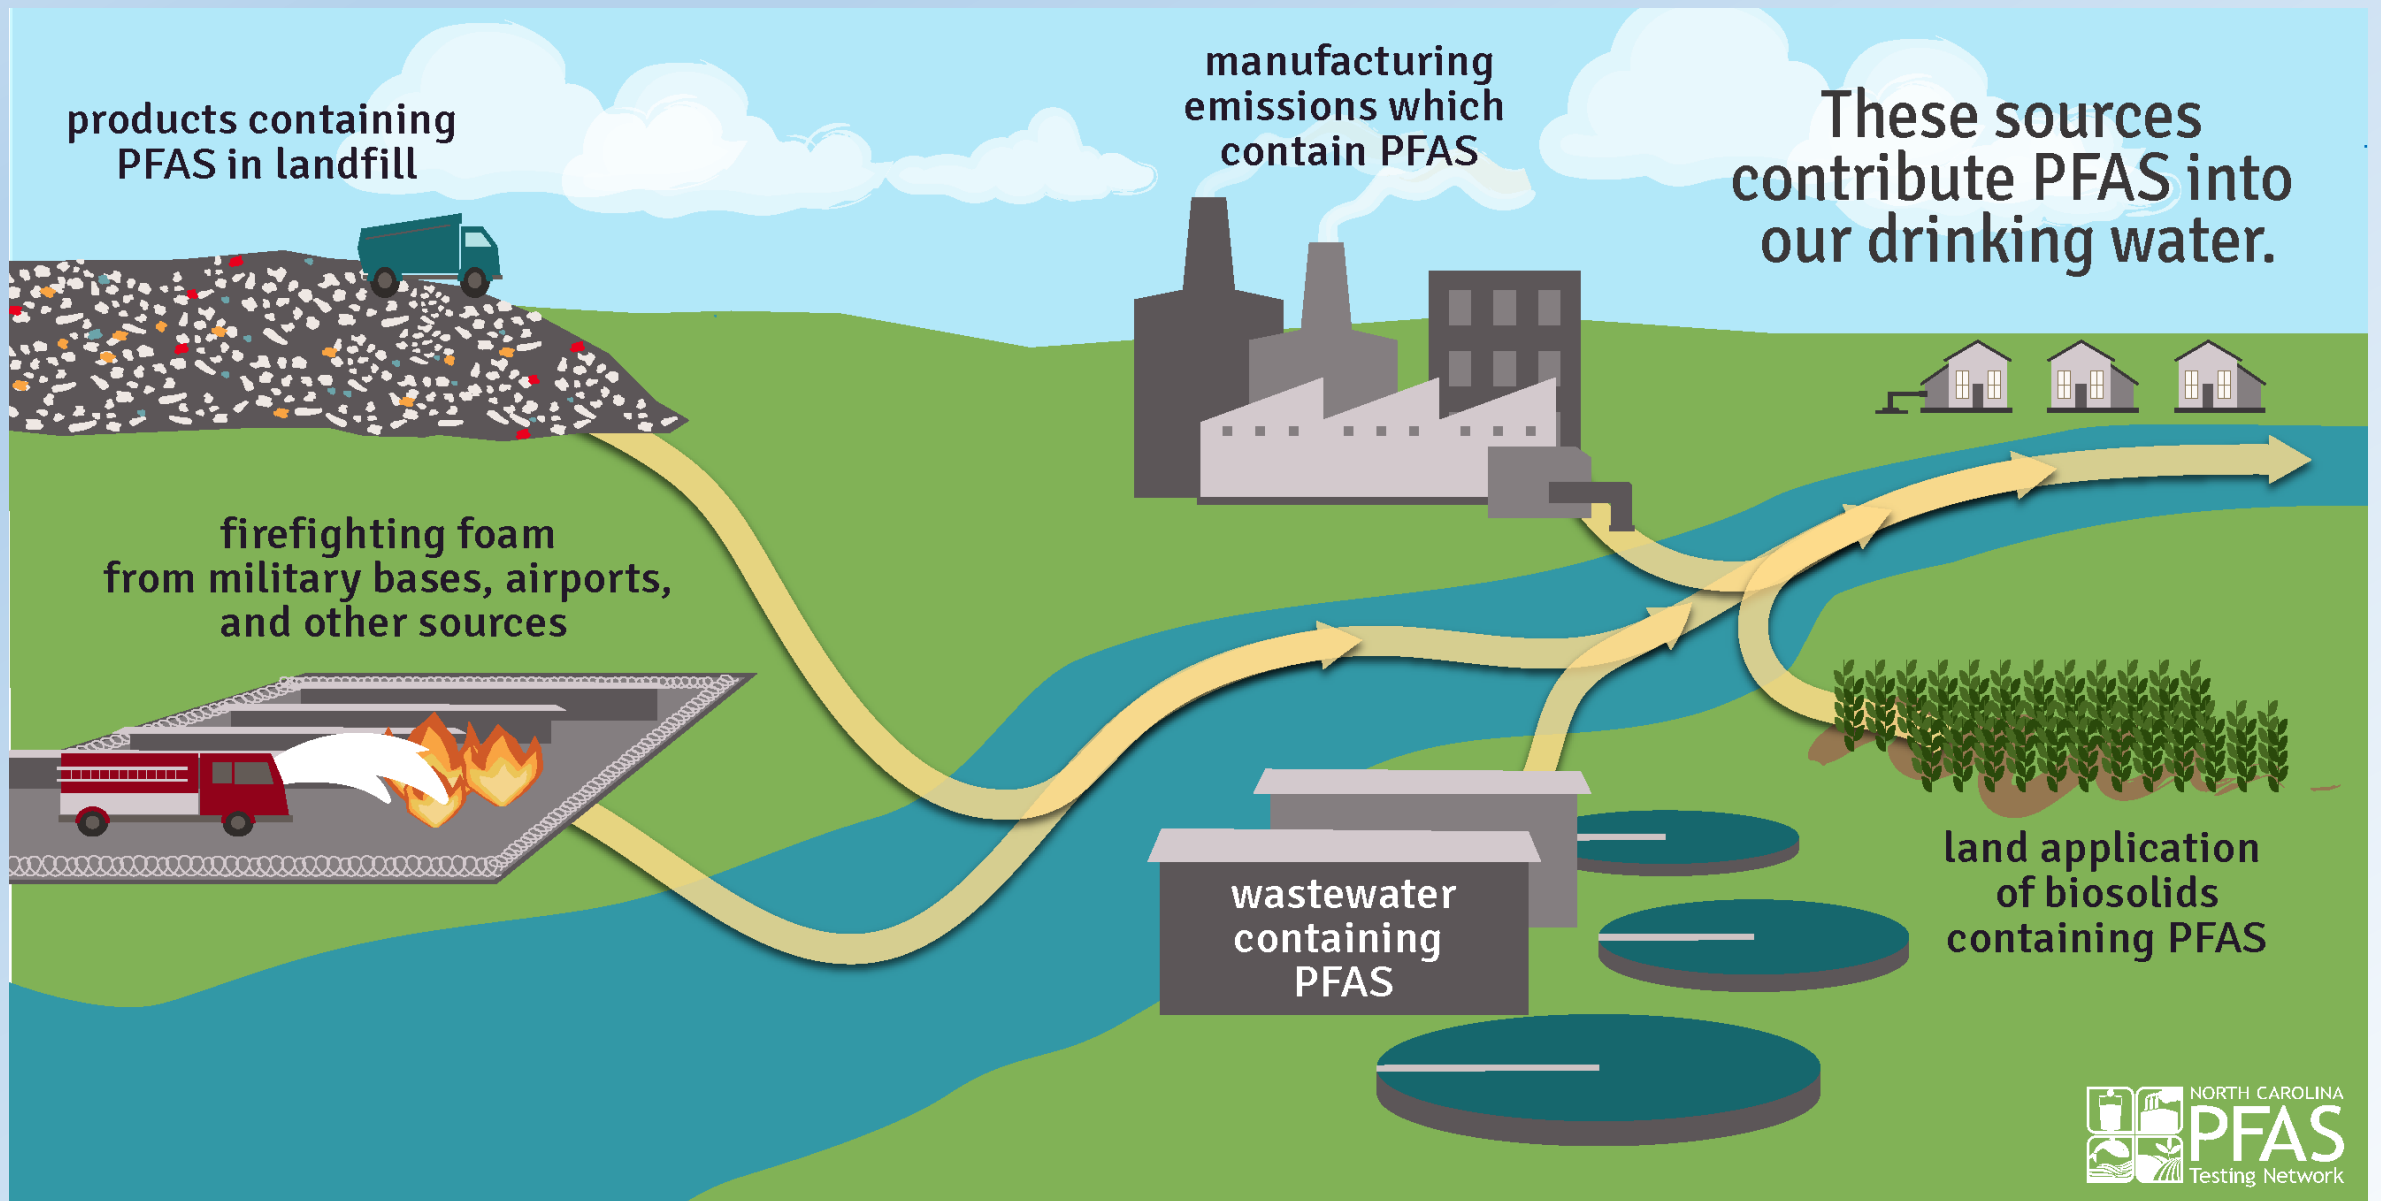 products containing
PFAS in landfill
manufacturing
emissions which
contain PFAS
These sources
contribute PFAS into
our drinking water.
firefighting foam
from military bases, airports,
and other sources
wastewater
containing
PFAS
land application
of biosolids
containing PFAS
NORTH CAROLINA
PFAS
Testing Network